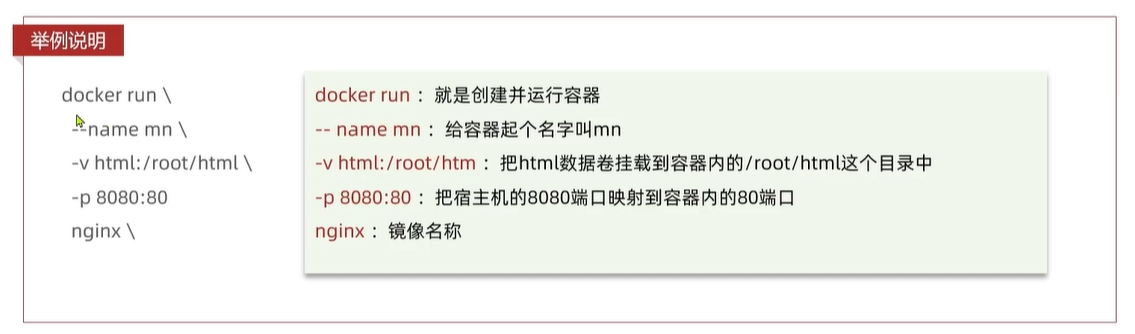 举例说明
docker run \
--name mn \
-v html:/root/html \
-p 8080:80
nginx \
docker run : 就是创建并运行容器
-- name mn : 给容器起个名字叫mn
-v html:/root/htm : 把html数据卷挂载到容器内的/root/html这个目录中
-p 8080:80 : 把宿主机的8080端口映射到容器内的80端口
nginx : 镜像名称